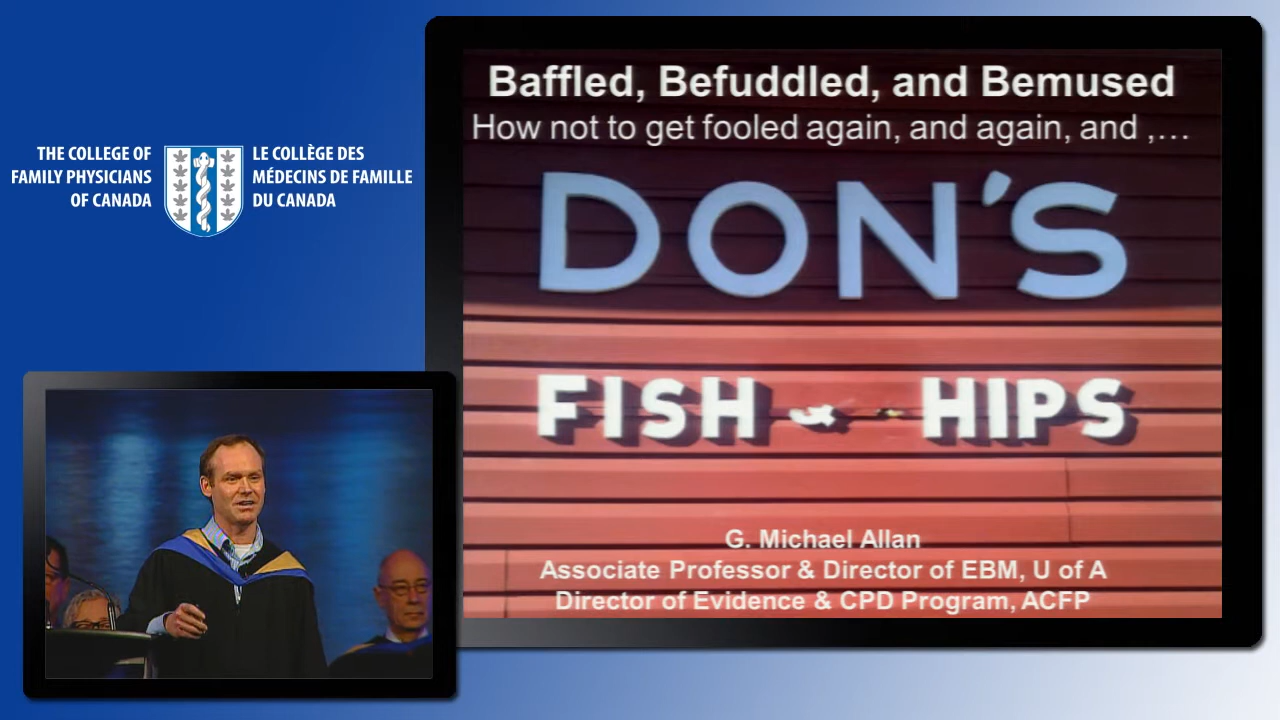 THE COLLEGE OF
FAMILY PHYSICIANS
OF CANADA
LE COLLÈGE DES
MÉDECINS DE FAMILLE
DU CANADA
Baffled, Befuddled, and Bemused
How not to get fooled again, and again, and ,…
DON'S
FISH HIPS
G. Michael Allan
Associate Professor & Director of EBM, U of A
Director of Evidence & CPD Program, ACFP